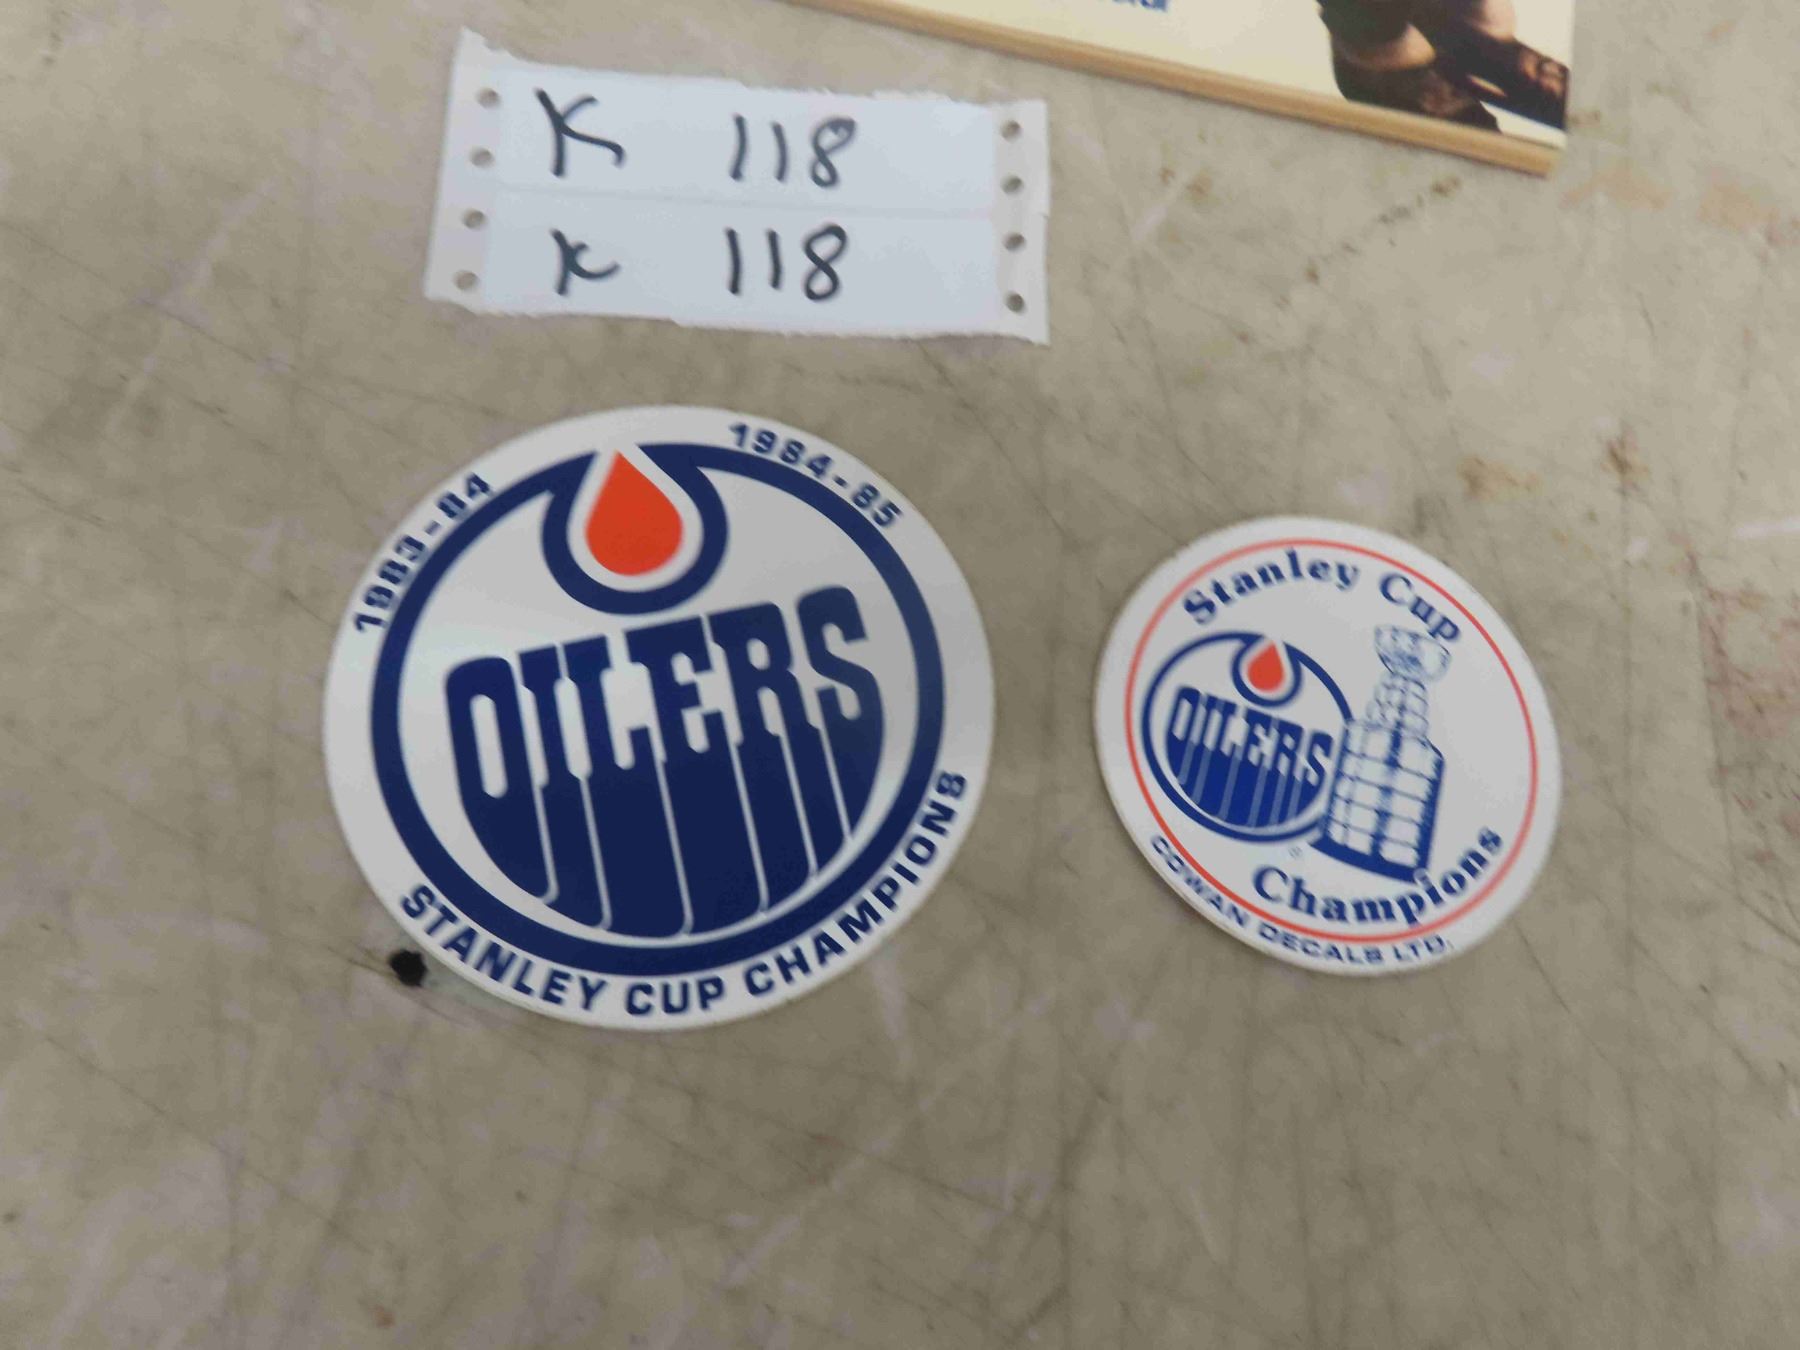 K 118
K 118
1983-84 1984-85
OILERS
STANLEY CUP CHAMPIONS
Stanley Cup
OILERS
Champions
COWAN DECALS LTD.